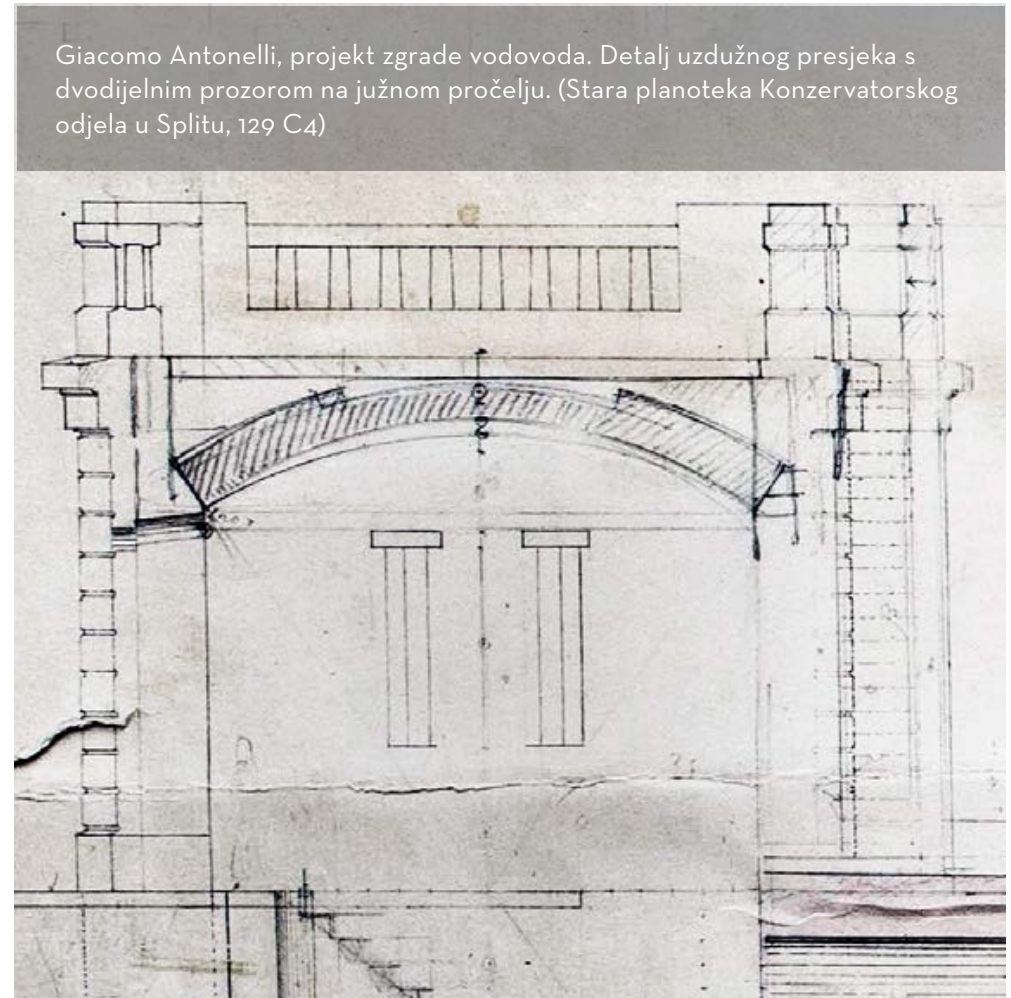 Giacomo Antonelli, projekt zgrade vodovoda. Detalj uzdužnog presjeka s
dvodijelnim prozorom na južnom pročelju. (Stara planoteka Konzervatorskog
odjela u Splitu, 129 C4)